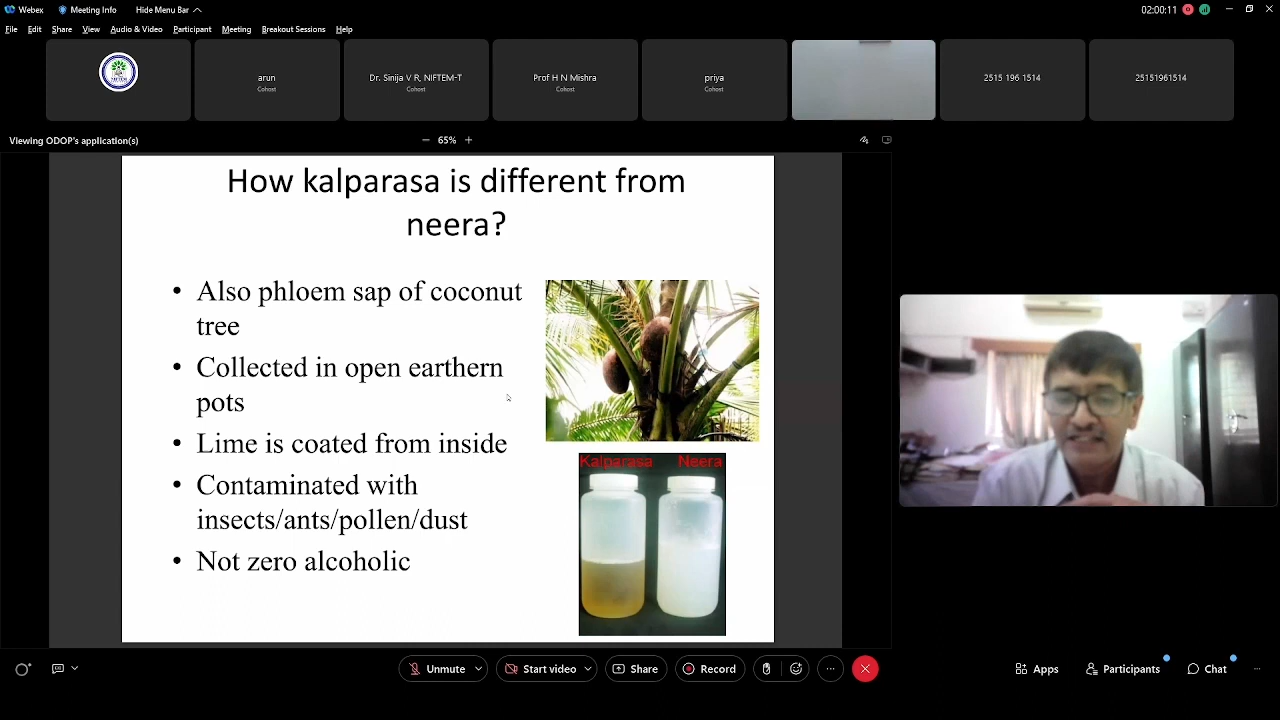 Webex
Meeting Info
Hide Menu Bar
02:00:11
File
Edit
Share
View
Audio & Video
Participant
Meeting
Breakout Sessions
Help
arun
Cohost
Dr. Sinija V R, NIFTEM-T
Cohost
Prof H N Mishra
Cohost
priya
Cohost
2515 196 1514
25151961514
Viewing ODOP's application(s)
65%
How kalparasa is different from
neera?
• Also phloem sap of coconut
tree
• Collected in open earthern
pots
• Lime is coated from inside
• Contaminated with
insects/ants/pollen/dust
• Not zero alcoholic
Kalparasa Neera
Unmute
Start video
Share
Record
Apps
Participants
Chat